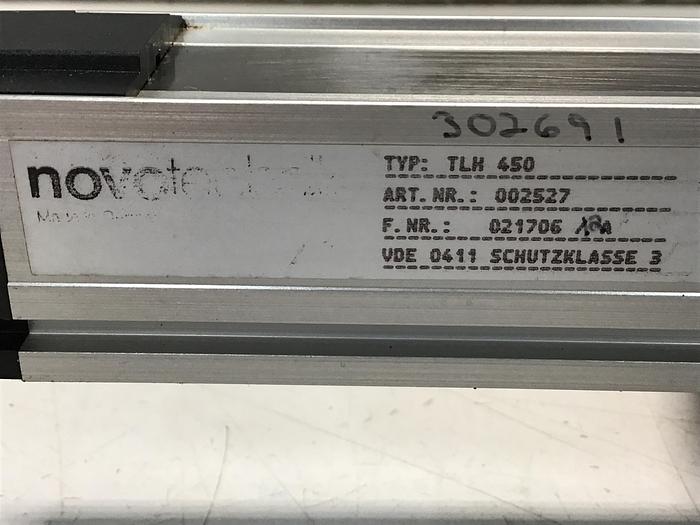 302691
novotechnik
TYP: TLH 450
ART.NR.: 002527
F.NR.: 021706 A
VDE 0411 SCHUTZKLASSE 3